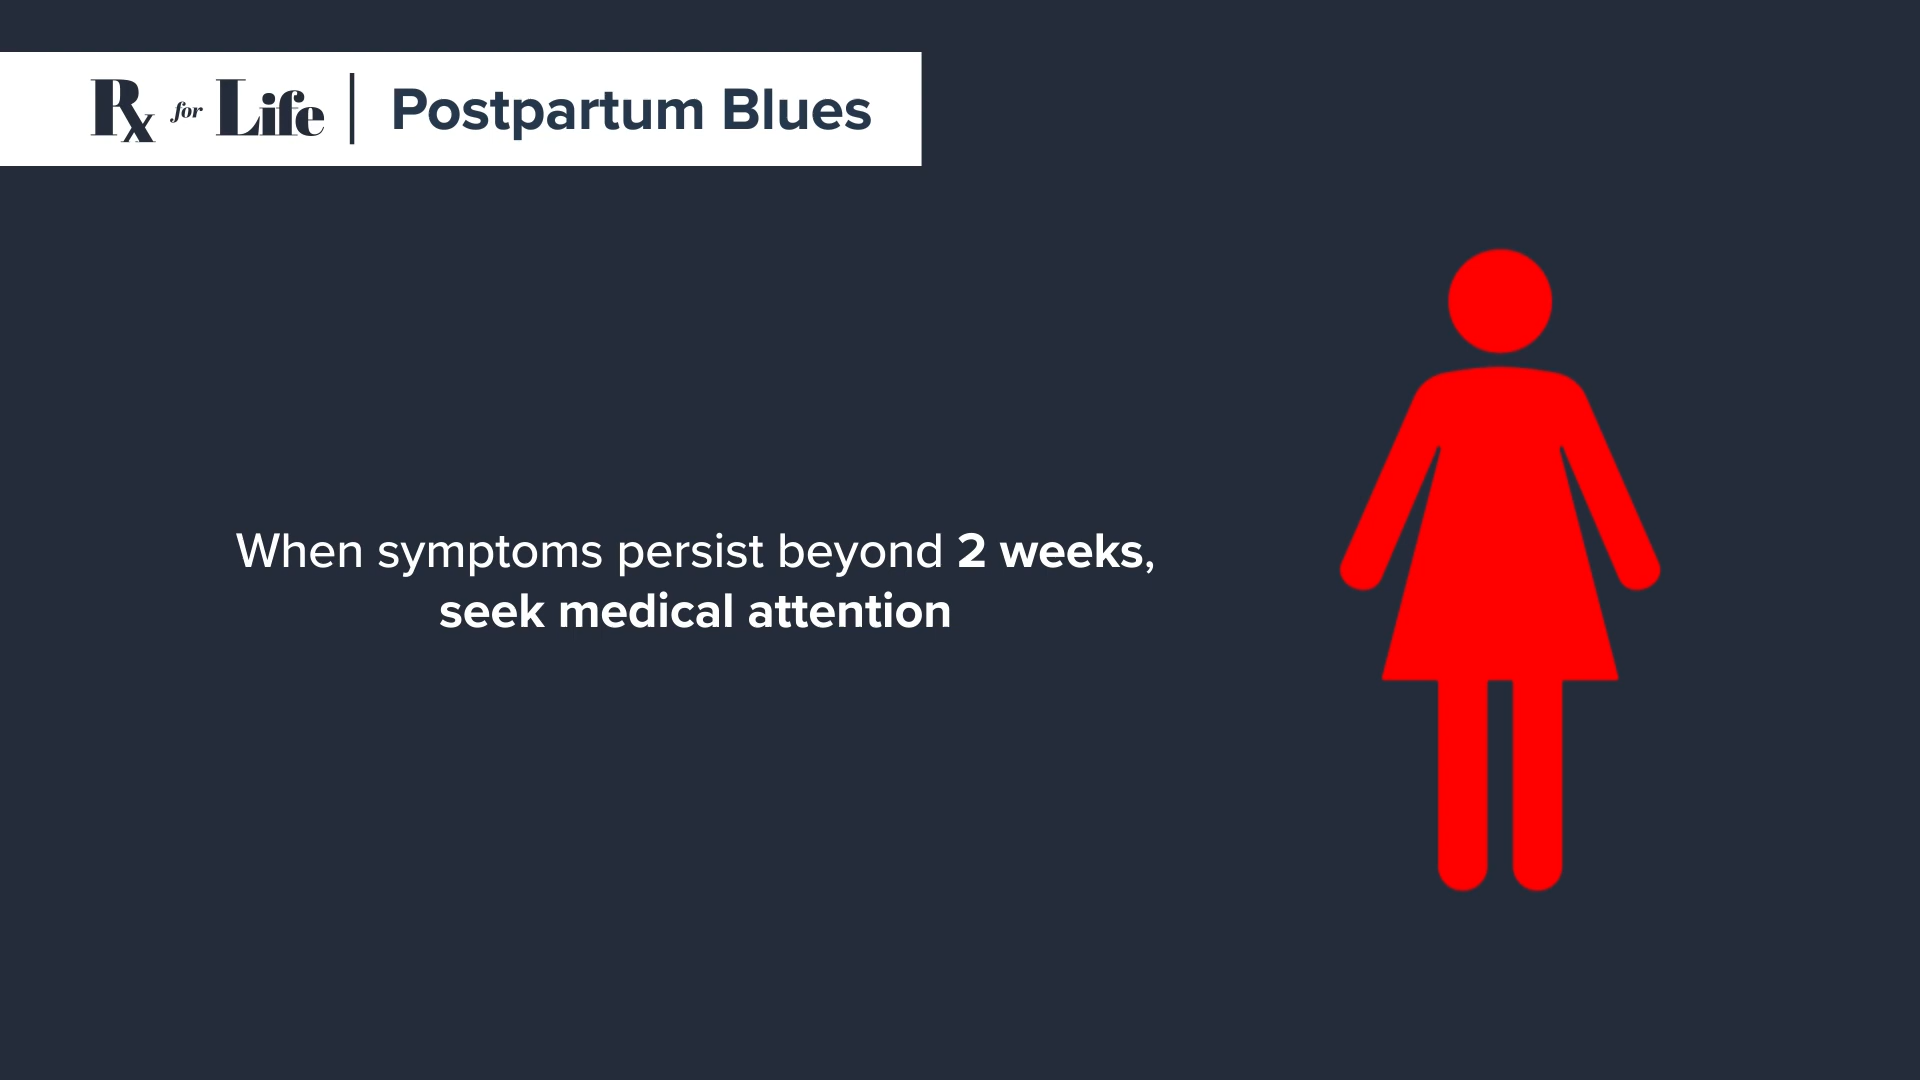 Rx for Life | Postpartum Blues
When symptoms persist beyond 2 weeks,
seek medical attention